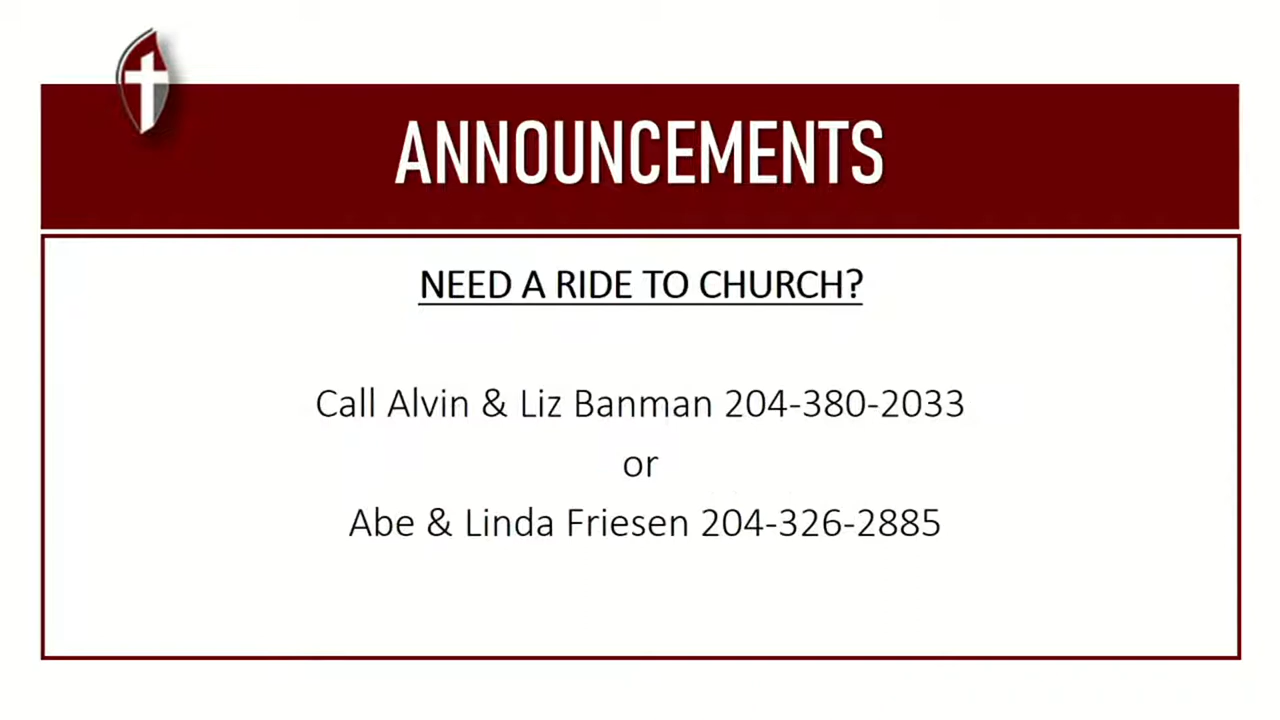 ANNOUNCEMENTS
NEED A RIDE TO CHURCH?
Call Alvin & Liz Banman 204-380-2033
or
Abe & Linda Friesen 204-326-2885